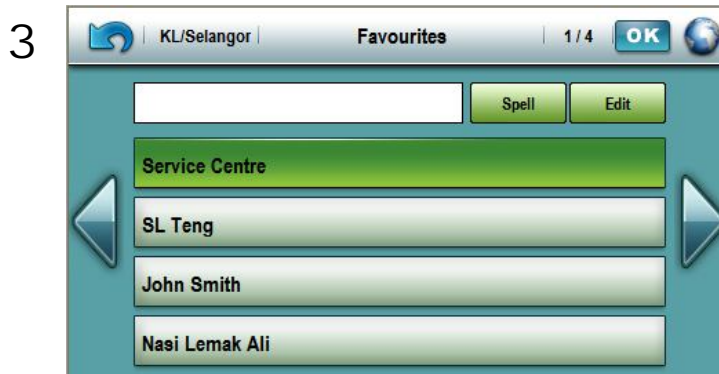 3
KL/Selangor Favourites 1/4 OK
Spell Edit
Service Centre
SL Teng
John Smith
Nasi Lemak Ali